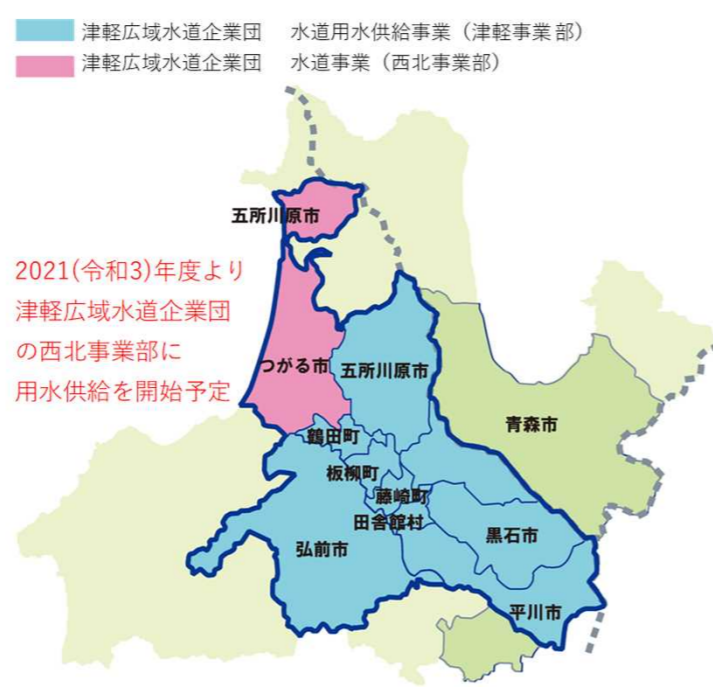 津軽広域水道企業団　水道用水供給事業（津軽事業部）
津軽広域水道企業団　水道事業（西北事業部）
五所川原市
2021(令和3)年度より
津軽広域水道企業団
の西北事業部に
用水供給を開始予定
つがる市
五所川原市
青森市
鶴田町
板柳町
藤崎町
田舎館村
弘前市
黒石市
平川市